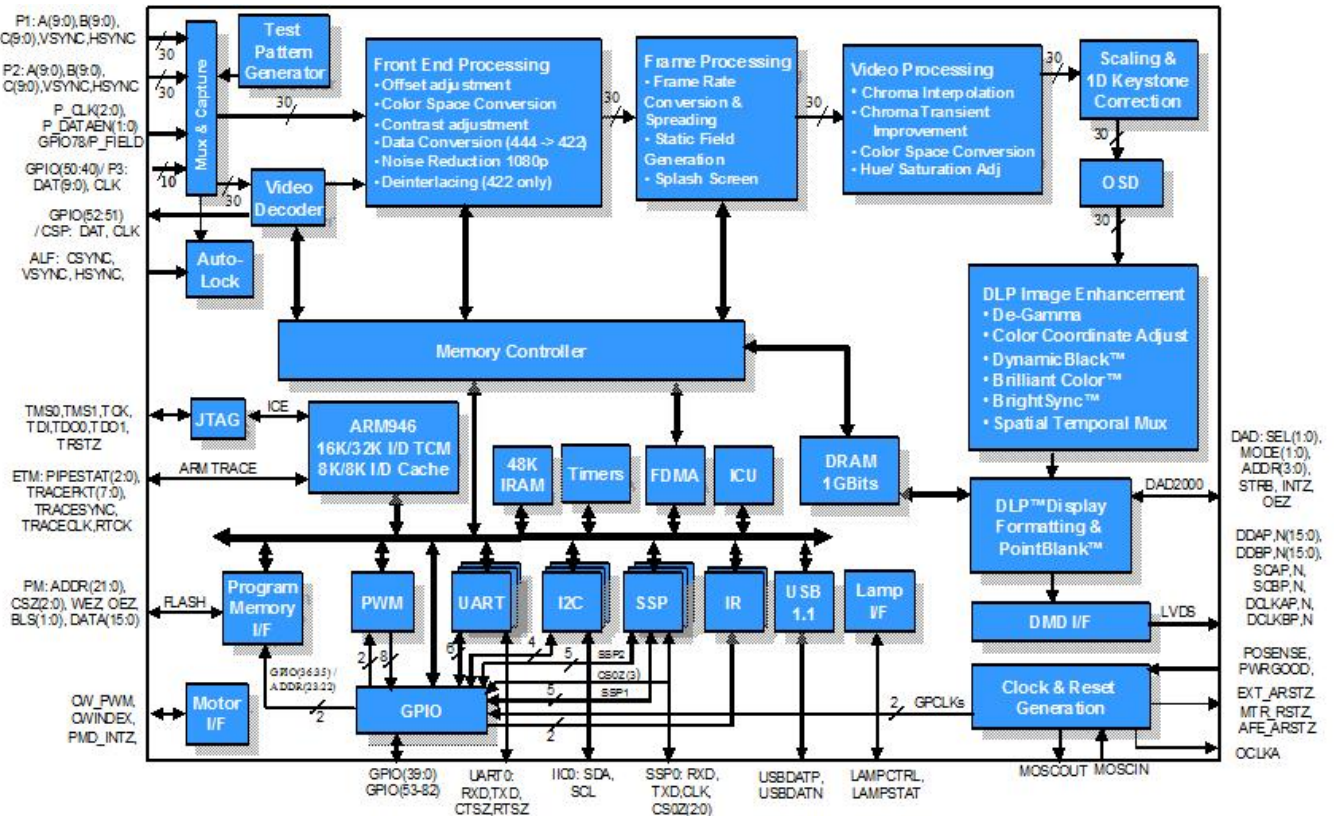 P1: A(9:0),B(9:0),
C(9:0),VSYNC,HSYNC
30
P2: A(9:0),B(9:0),
C(9:0),VSYNC,HSYNC
30
P_CLK(2:0),
P_DATAEN(1:0)
GPIO78/P_FIELD
GPIO(50:40)/ P3:
DAT(9:0), CLK
10
GPIO(52:51)
/ CSP: DAT, CLK
ALF: CSYNC,
VSYNC, HSYNC,
Mux & Capture
Test
Pattern
Generator
30
30
Video
Decoder
Auto-
Lock
Front End Processing
• Offset adjustment
• Color Space Conversion
• Contrast adjustment
• Data Conversion (444 -> 422)
• Noise Reduction 1080p
• Deinterlacing (422 only)
30
Frame Processing
• Frame Rate
Conversion &
Spreading
• Static Field
Generation
• Splash Screen
30
Video Processing
• Chroma Interpolation
• Chroma Transient
Improvement
• Color Space Conversion
• Hue/ Saturation Adj
30
Scaling &
1D Keystone
Correction
30
OSD
30
DLP Image Enhancement
• De-Gamma
• Color Coordinate Adjust
• DynamicBlack™
• Brilliant Color™
• BrightSync™
• Spatial Temporal Mux
Memory Controller
TMS0,TMS1,TCK,
TDI,TDO0,TDO1,
TRSTZ
JTAG
ICE
ARM946
16K/32K I/D TCM
8K/8K I/D Cache
ETM: PIPESTAT(2:0),
TRACEPKT(7:0),
TRACESYNC,
TRACECLK,RTCK
ARM TRACE
48K
IRAM
Timers
FDMA
ICU
DRAM
1GBits
DLP™Display
Formatting &
PointBlank™
DAD2000
DAD: SEL(1:0),
MODE(1:0),
ADDR(3:0),
STRB, INTZ,
OEZ
DDAP,N(15:0),
DDBP,N(15:0),
SCAP,N,
SCBP,N,
DCLKAP,N,
DCLKBP,N
DMD I/F
LVDS
PM: ADDR(21:0),
CSZ(2:0), WEZ, OEZ,
BLS(1:0), DATA(15:0)
FLASH
Program
Memory
I/F
PWM
UART
I2C
SSP
IR
USB
1.1
Lamp
I/F
2
8
6
4
5
SSP2
CS0Z(3)
5
SSP1
2
GPIO(36:35) /
ADDR(23:22)
2
GPIO
2
GPCLKs
Clock & Reset
Generation
POSENSE,
PWRGOOD,
EXT_ARSTZ,
MTR_RSTZ,
AFE_ARSTZ
OCLKA
CW_PWM,
CWINDEX,
PMD_INTZ,
Motor
I/F
GPIO(39:0)
GPIO(53-82)
UART0:
RXD,TXD,
CTSZ,RTSZ
IIC0: SDA,
SCL
SSP0: RXD,
TXD,CLK,
CS0Z(2:0)
USBDATP,
USBDATN
LAMPCTRL,
LAMPSTAT
MOSCOUT
MOSCIN